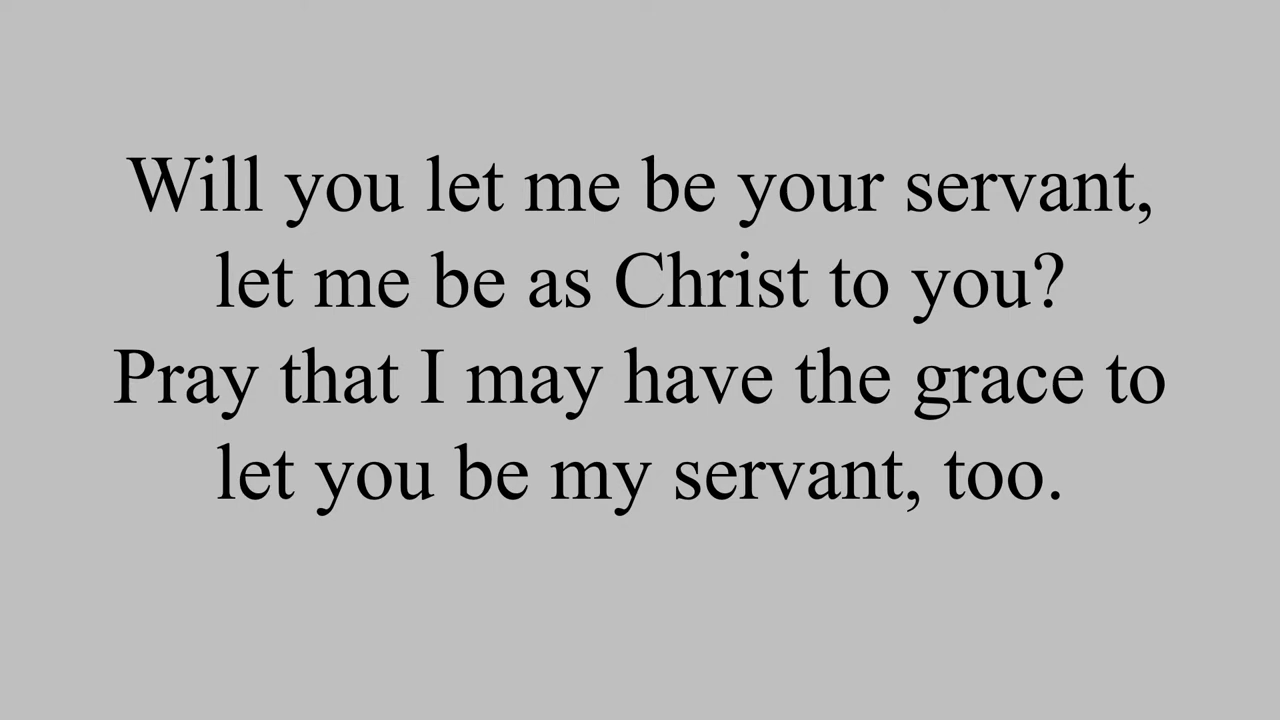 Will you let me be your servant,
let me be as Christ to you?
Pray that I may have the grace to
let you be my servant, too.